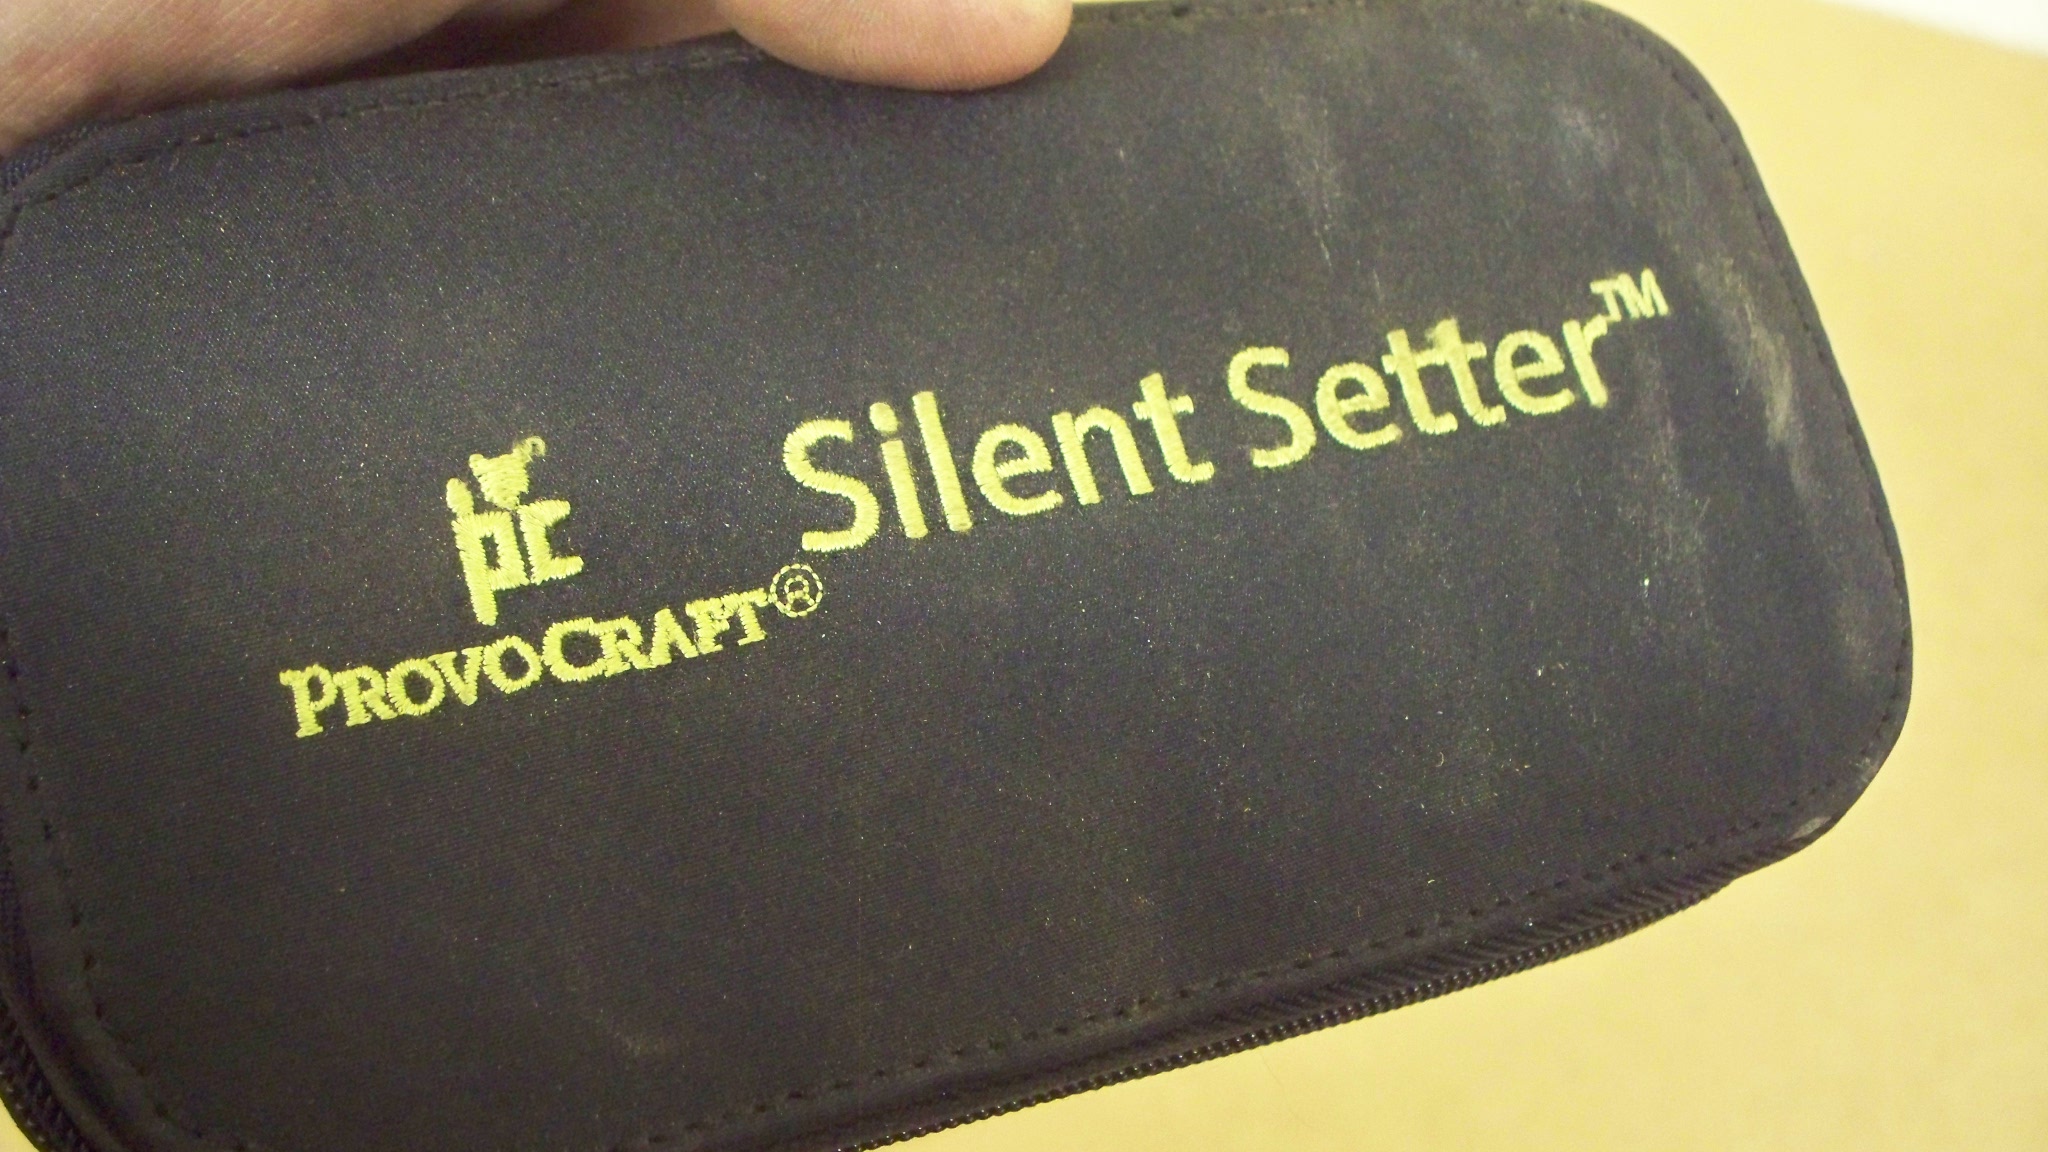 pc
PROVOCRAFT®
Silent Setter™